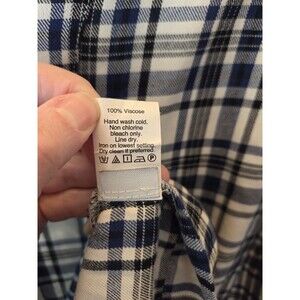 100% Viscose
Hand wash cold.
Non chlorine
bleach only.
Line dry.
Iron on lowest setting.
Dry clean if preferred.